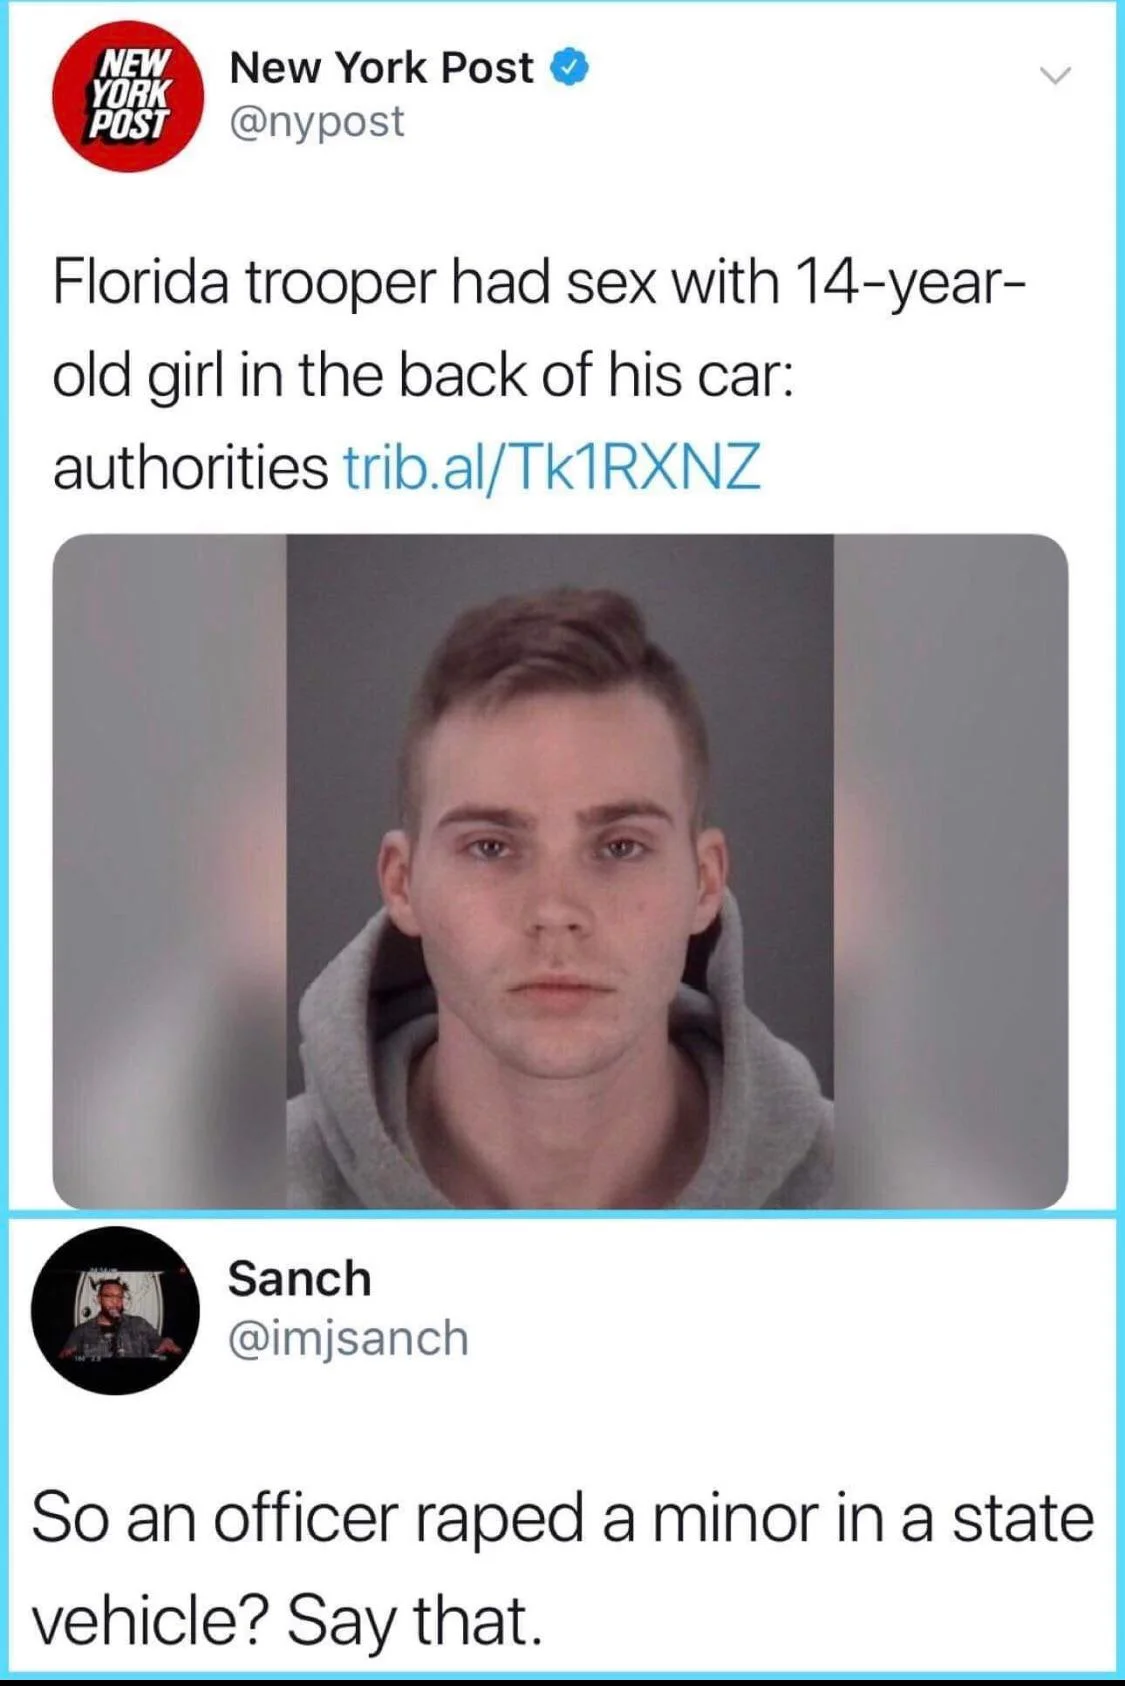 NEW
YORK
POST
New York Post
@nypost
Florida trooper had sex with 14-year-
old girl in the back of his car:
authorities trib.al/Tk1RXNZ
Sanch
@imjsanch
So an officer raped a minor in a state
vehicle? Say that.